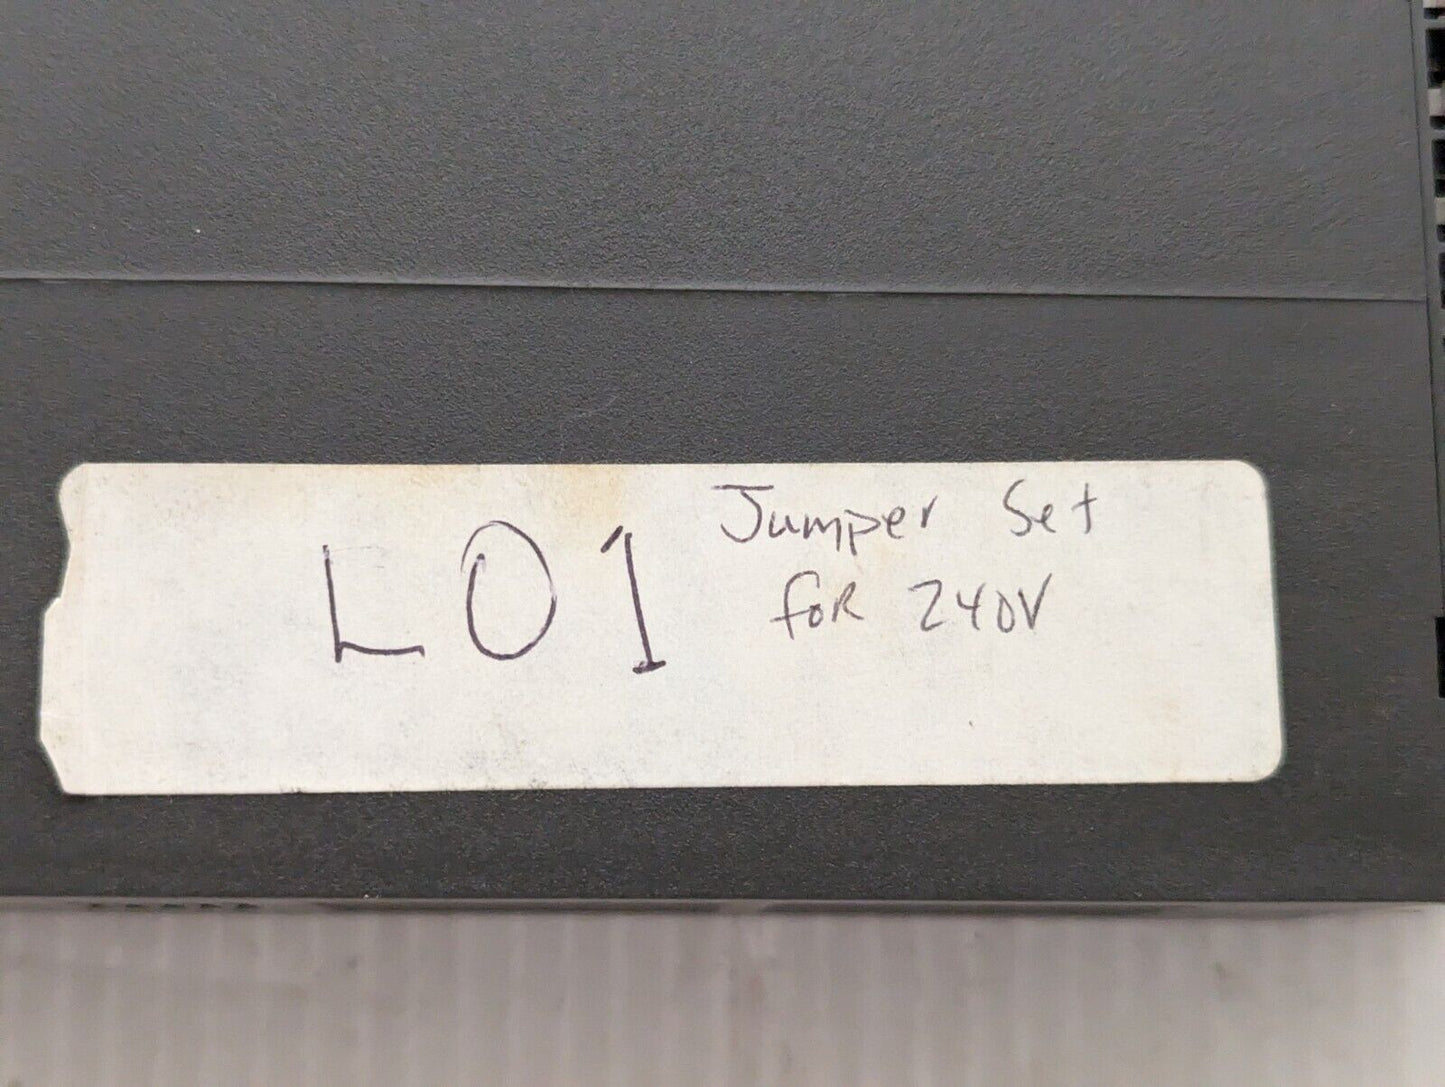 L01
Jumper Set
foR 240V